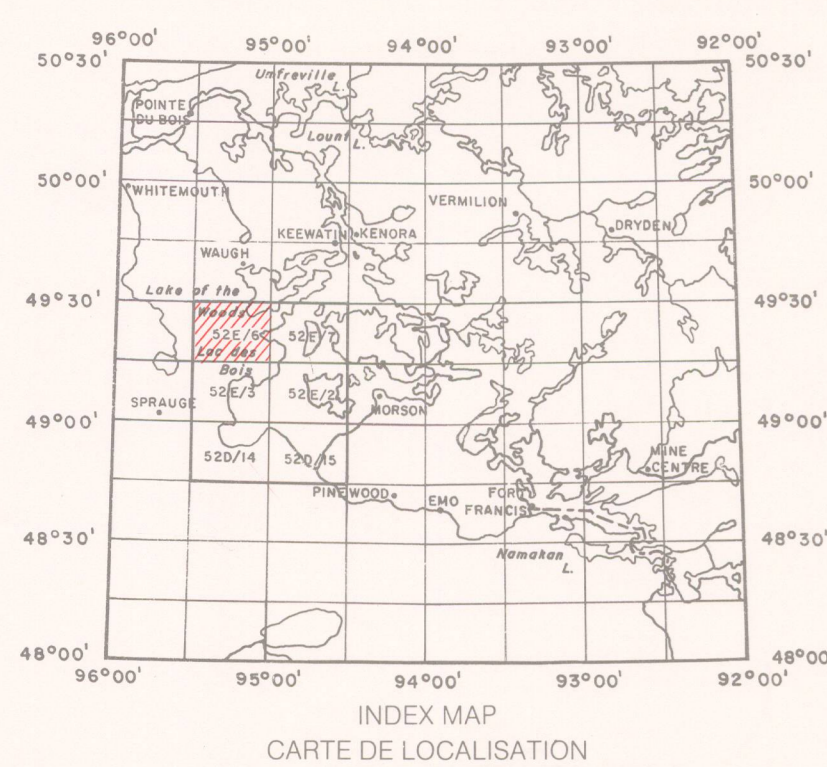 96°00' 95°00' 94°00' 93°00' 92°00'
50°30' 50°30'
Umfreville L.
POINTE DU BOIS
Lount L.
50°00' 50°00'
WHITEMOUTH
VERMILION
DRYDEN
KEEWATIN KENORA
WAUGH
Lake of the Woods
49°30' 49°30'
52E/6 52E/7
Lac des Bois
52E/3 52E/2
SPRAUGE
MORSON
49°00' 49°00'
52D/14 52D/15
MINE CENTRE
PINEWOOD
EMO
FORT FRANCIS
48°30' 48°30'
Namakan L.
48°00' 48°00'
96°00' 95°00' 94°00' 93°00' 92°00'
INDEX MAP
CARTE DE LOCALISATION